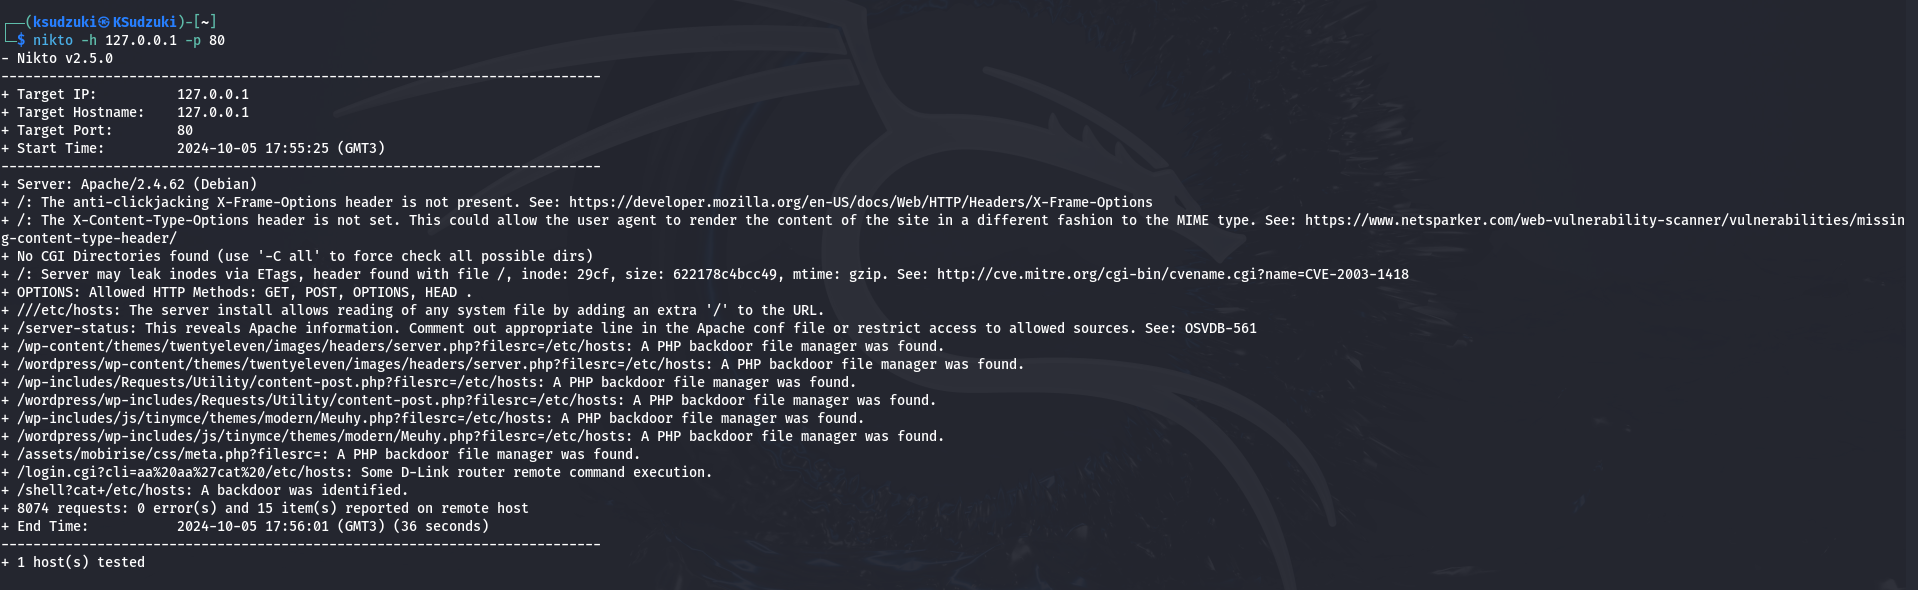 ┌──(ksudzuki㉿KSudzuki)-[~]
└─$ nikto -h 127.0.0.1 -p 80
- Nikto v2.5.0
---------------------------------------------------------------------------
+ Target IP:          127.0.0.1
+ Target Hostname:    127.0.0.1
+ Target Port:        80
+ Start Time:         2024-10-05 17:55:25 (GMT3)
---------------------------------------------------------------------------
+ Server: Apache/2.4.62 (Debian)
+ /: The anti-clickjacking X-Frame-Options header is not present. See: https://developer.mozilla.org/en-US/docs/Web/HTTP/Headers/X-Frame-Options
+ /: The X-Content-Type-Options header is not set. This could allow the user agent to render the content of the site in a different fashion to the MIME type. See: https://www.netsparker.com/web-vulnerability-scanner/vulnerabilities/missin
g-content-type-header/
+ No CGI Directories found (use '-C all' to force check all possible dirs)
+ /: Server may leak inodes via ETags, header found with file /, inode: 29cf, size: 622178c4bcc49, mtime: gzip. See: http://cve.mitre.org/cgi-bin/cvename.cgi?name=CVE-2003-1418
+ OPTIONS: Allowed HTTP Methods: GET, POST, OPTIONS, HEAD .
+ ///etc/hosts: The server install allows reading of any system file by adding an extra '/' to the URL.
+ /server-status: This reveals Apache information. Comment out appropriate line in the Apache conf file or restrict access to allowed sources. See: OSVDB-561
+ /wp-content/themes/twentyeleven/images/headers/server.php?filesrc=/etc/hosts: A PHP backdoor file manager was found.
+ /wordpress/wp-content/themes/twentyeleven/images/headers/server.php?filesrc=/etc/hosts: A PHP backdoor file manager was found.
+ /wp-includes/Requests/Utility/content-post.php?filesrc=/etc/hosts: A PHP backdoor file manager was found.
+ /wordpress/wp-includes/Requests/Utility/content-post.php?filesrc=/etc/hosts: A PHP backdoor file manager was found.
+ /wp-includes/js/tinymce/themes/modern/Meuhy.php?filesrc=/etc/hosts: A PHP backdoor file manager was found.
+ /wordpress/wp-includes/js/tinymce/themes/modern/Meuhy.php?filesrc=/etc/hosts: A PHP backdoor file manager was found.
+ /assets/mobirise/css/meta.php?filesrc=: A PHP backdoor file manager was found.
+ /login.cgi?cli=aa%20aa%27cat%20/etc/hosts: Some D-Link router remote command execution.
+ /shell?cat+/etc/hosts: A backdoor was identified.
+ 8074 requests: 0 error(s) and 15 item(s) reported on remote host
+ End Time:           2024-10-05 17:56:01 (GMT3) (36 seconds)
---------------------------------------------------------------------------
+ 1 host(s) tested